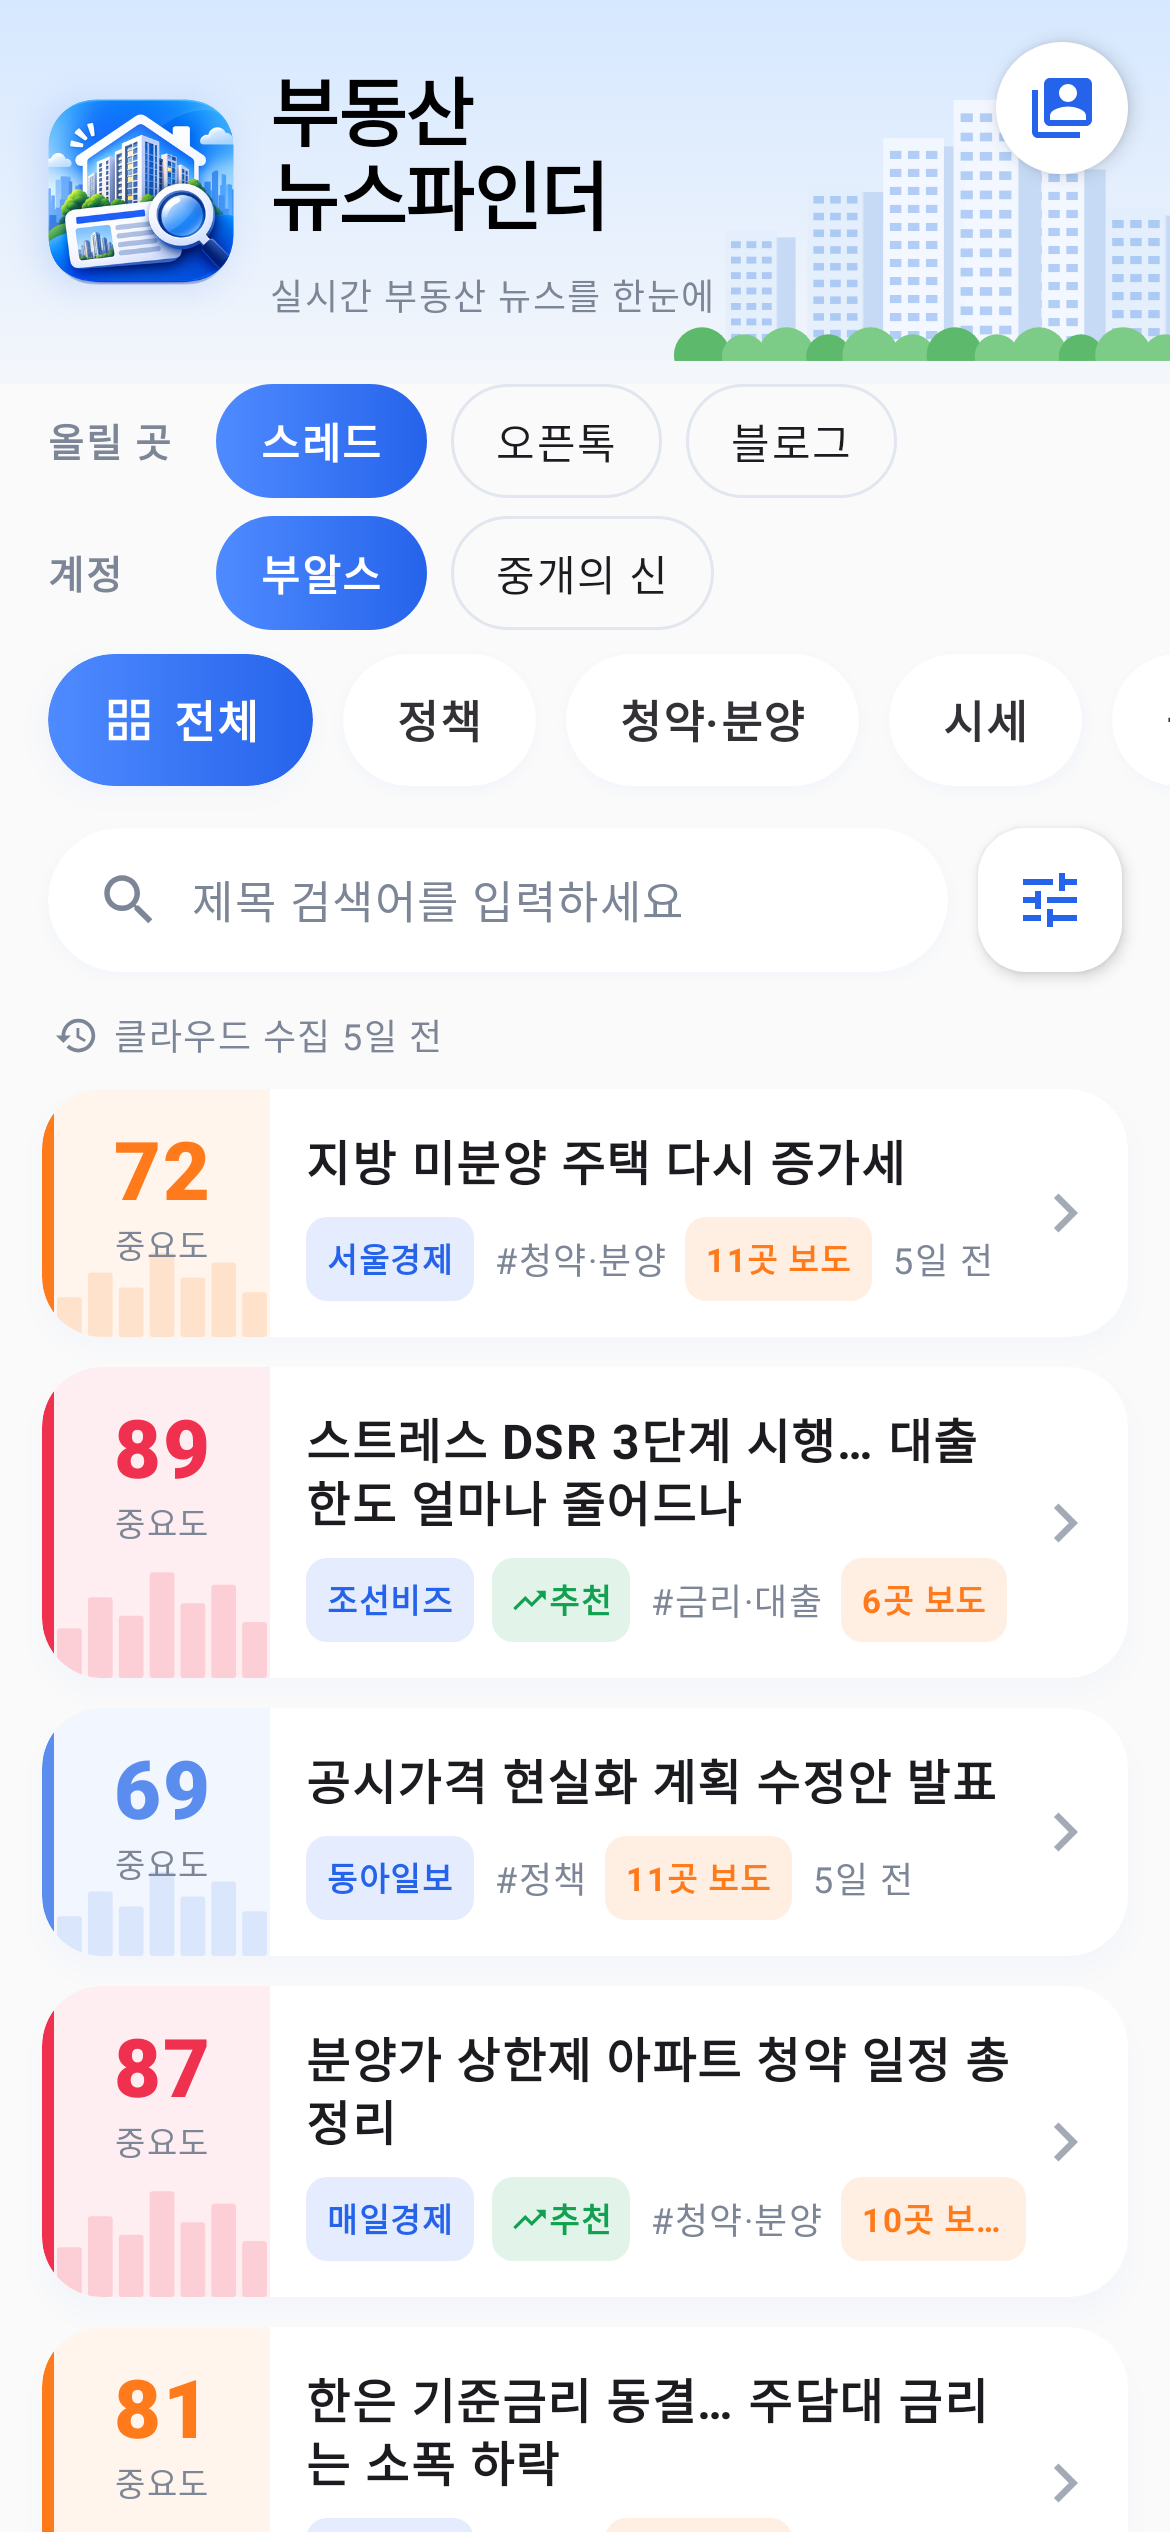 부동산
뉴스파인더
실시간 부동산 뉴스를 한눈에
올릴 곳 스레드 오픈톡 블로그
계정 부알스 중개의 신
전체 정책 청약·분양 시세
제목 검색어를 입력하세요
클라우드 수집 5일 전
72
중요도
지방 미분양 주택 다시 증가세
서울경제 #청약·분양 11곳 보도 5일 전
89
중요도
스트레스 DSR 3단계 시행... 대출
한도 얼마나 줄어드나
조선비즈 추천 #금리·대출 6곳 보도
69
중요도
공시가격 현실화 계획 수정안 발표
동아일보 #정책 11곳 보도 5일 전
87
중요도
분양가 상한제 아파트 청약 일정 총
정리
매일경제 추천 #청약·분양 10곳 보...
81
중요도
한은 기준금리 동결... 주담대 금리
는 소폭 하락